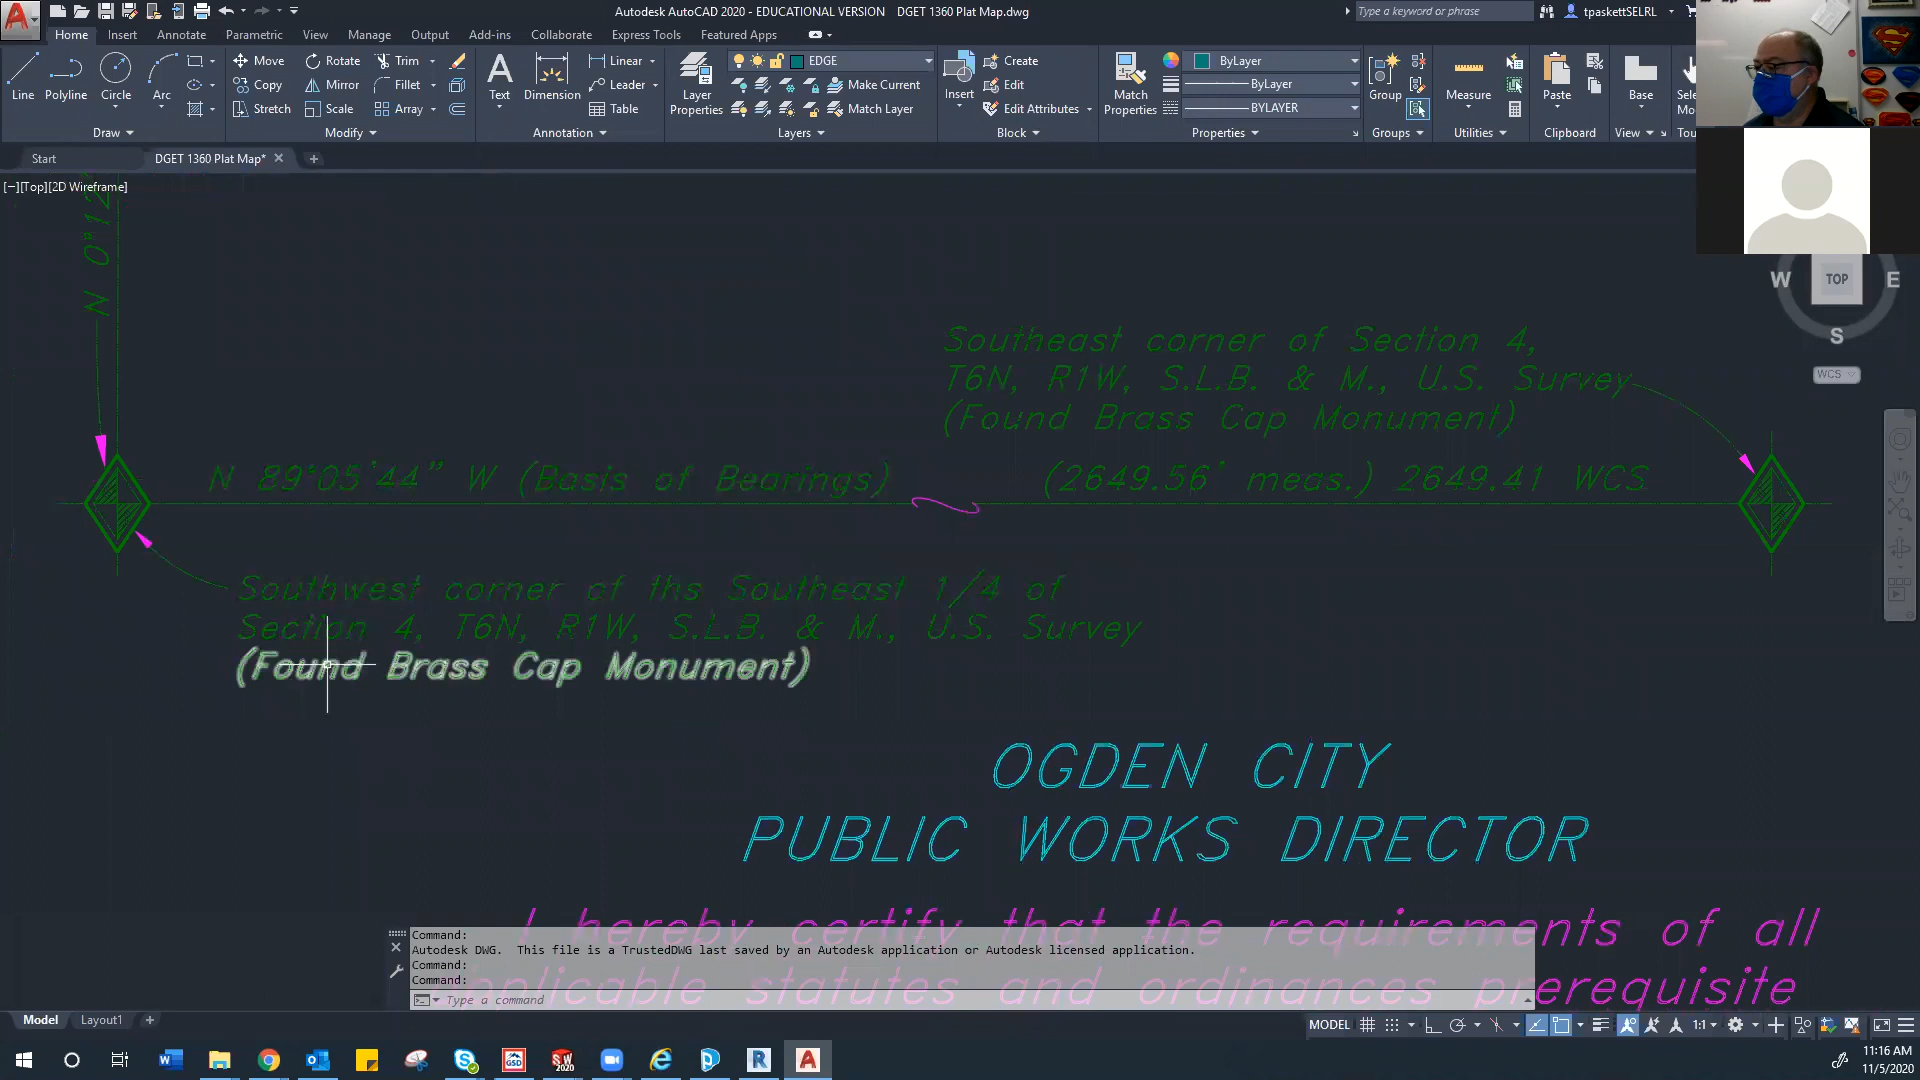 Autodesk AutoCAD 2020 - EDUCATIONAL VERSION DGET 1360 Plat Map.dwg
Type a keyword or phrase
tpaskettSELRL
Home Insert Annotate Parametric View Manage Output Add-ins Collaborate Express Tools Featured Apps
Line Polyline Circle Arc
Move Rotate Trim
Copy Mirror Fillet
Stretch Scale Array
Text Dimension
Linear
Leader
Table
Layer Properties
EDGE
Make Current
Match Layer
Insert
Create
Edit
Edit Attributes
Match Properties
ByLayer
ByLayer
BYLAYER
Group Measure Paste Base
Draw Modify Annotation Layers Block Properties Groups Utilities Clipboard View
Start DGET 1360 Plat Map*
[−][Top][2D Wireframe]
W TOP E
S
WCS
Southeast corner of Section 4,
T6N, R1W, S.L.B. & M., U.S. Survey
(Found Brass Cap Monument)
(Basis of Bearings) (2649.56' meas.) 2649.41 WCS
Southwest corner of ths Southeast 1/4 of
Section 4, T6N, R1W, S.L.B. & M., U.S. Survey
(Found Brass Cap Monument)
OGDEN CITY
PUBLIC WORKS DIRECTOR
I hereby certify that the requirements of all
applicable statutes and ordinances prerequisite
Command:
Autodesk DWG. This file is a TrustedDWG last saved by an Autodesk application or Autodesk licensed application.
Command:
Command:
Type a command
Model Layout1
MODEL 1:1
11:16 AM
11/5/2020